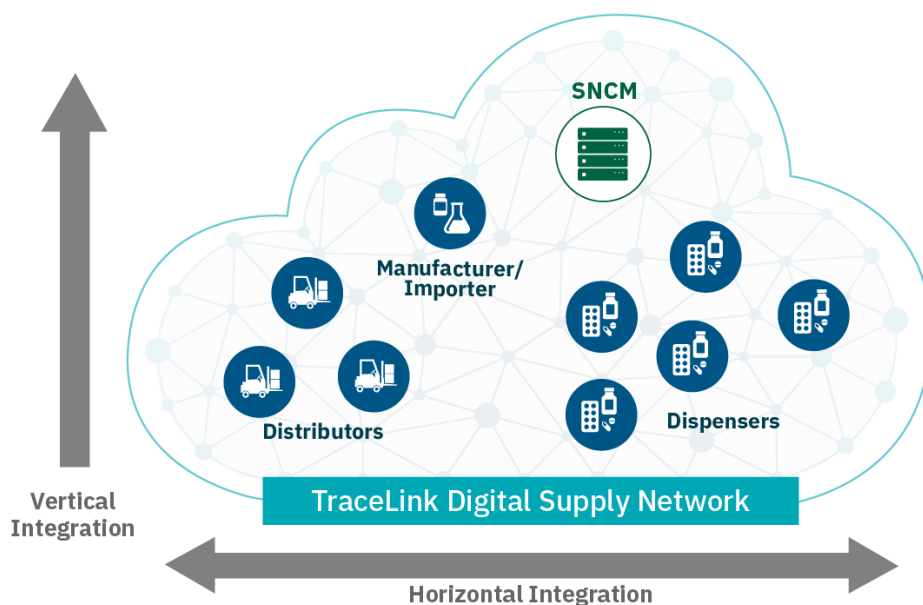 SNCM
Manufacturer/
Importer
Distributors
Dispensers
TraceLink Digital Supply Network
Vertical
Integration
Horizontal Integration